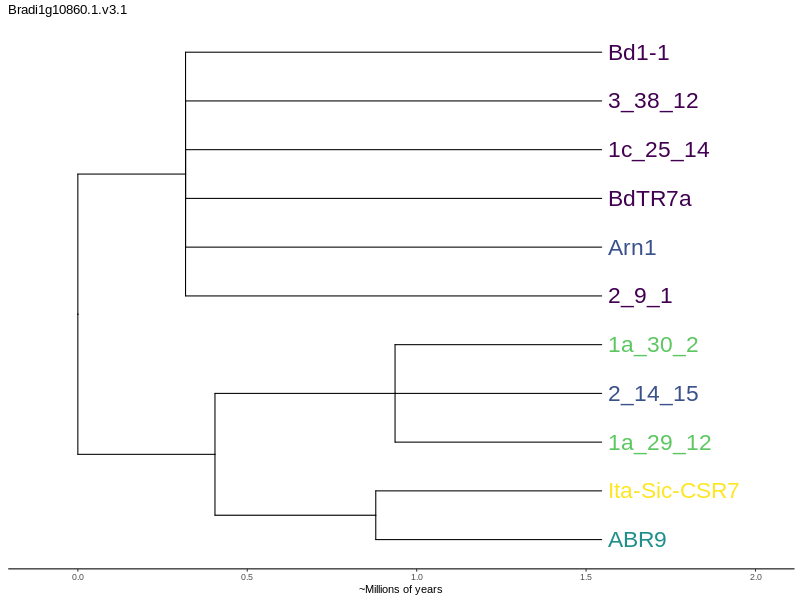 Bradi1g10860.1.v3.1
Bd1-1
3_38_12
1c_25_14
BdTR7a
Arn1
2_9_1
1a_30_2
2_14_15
1a_29_12
Ita-Sic-CSR7
ABR9
0.0 0.5 1.0 1.5 2.0
~Millions of years